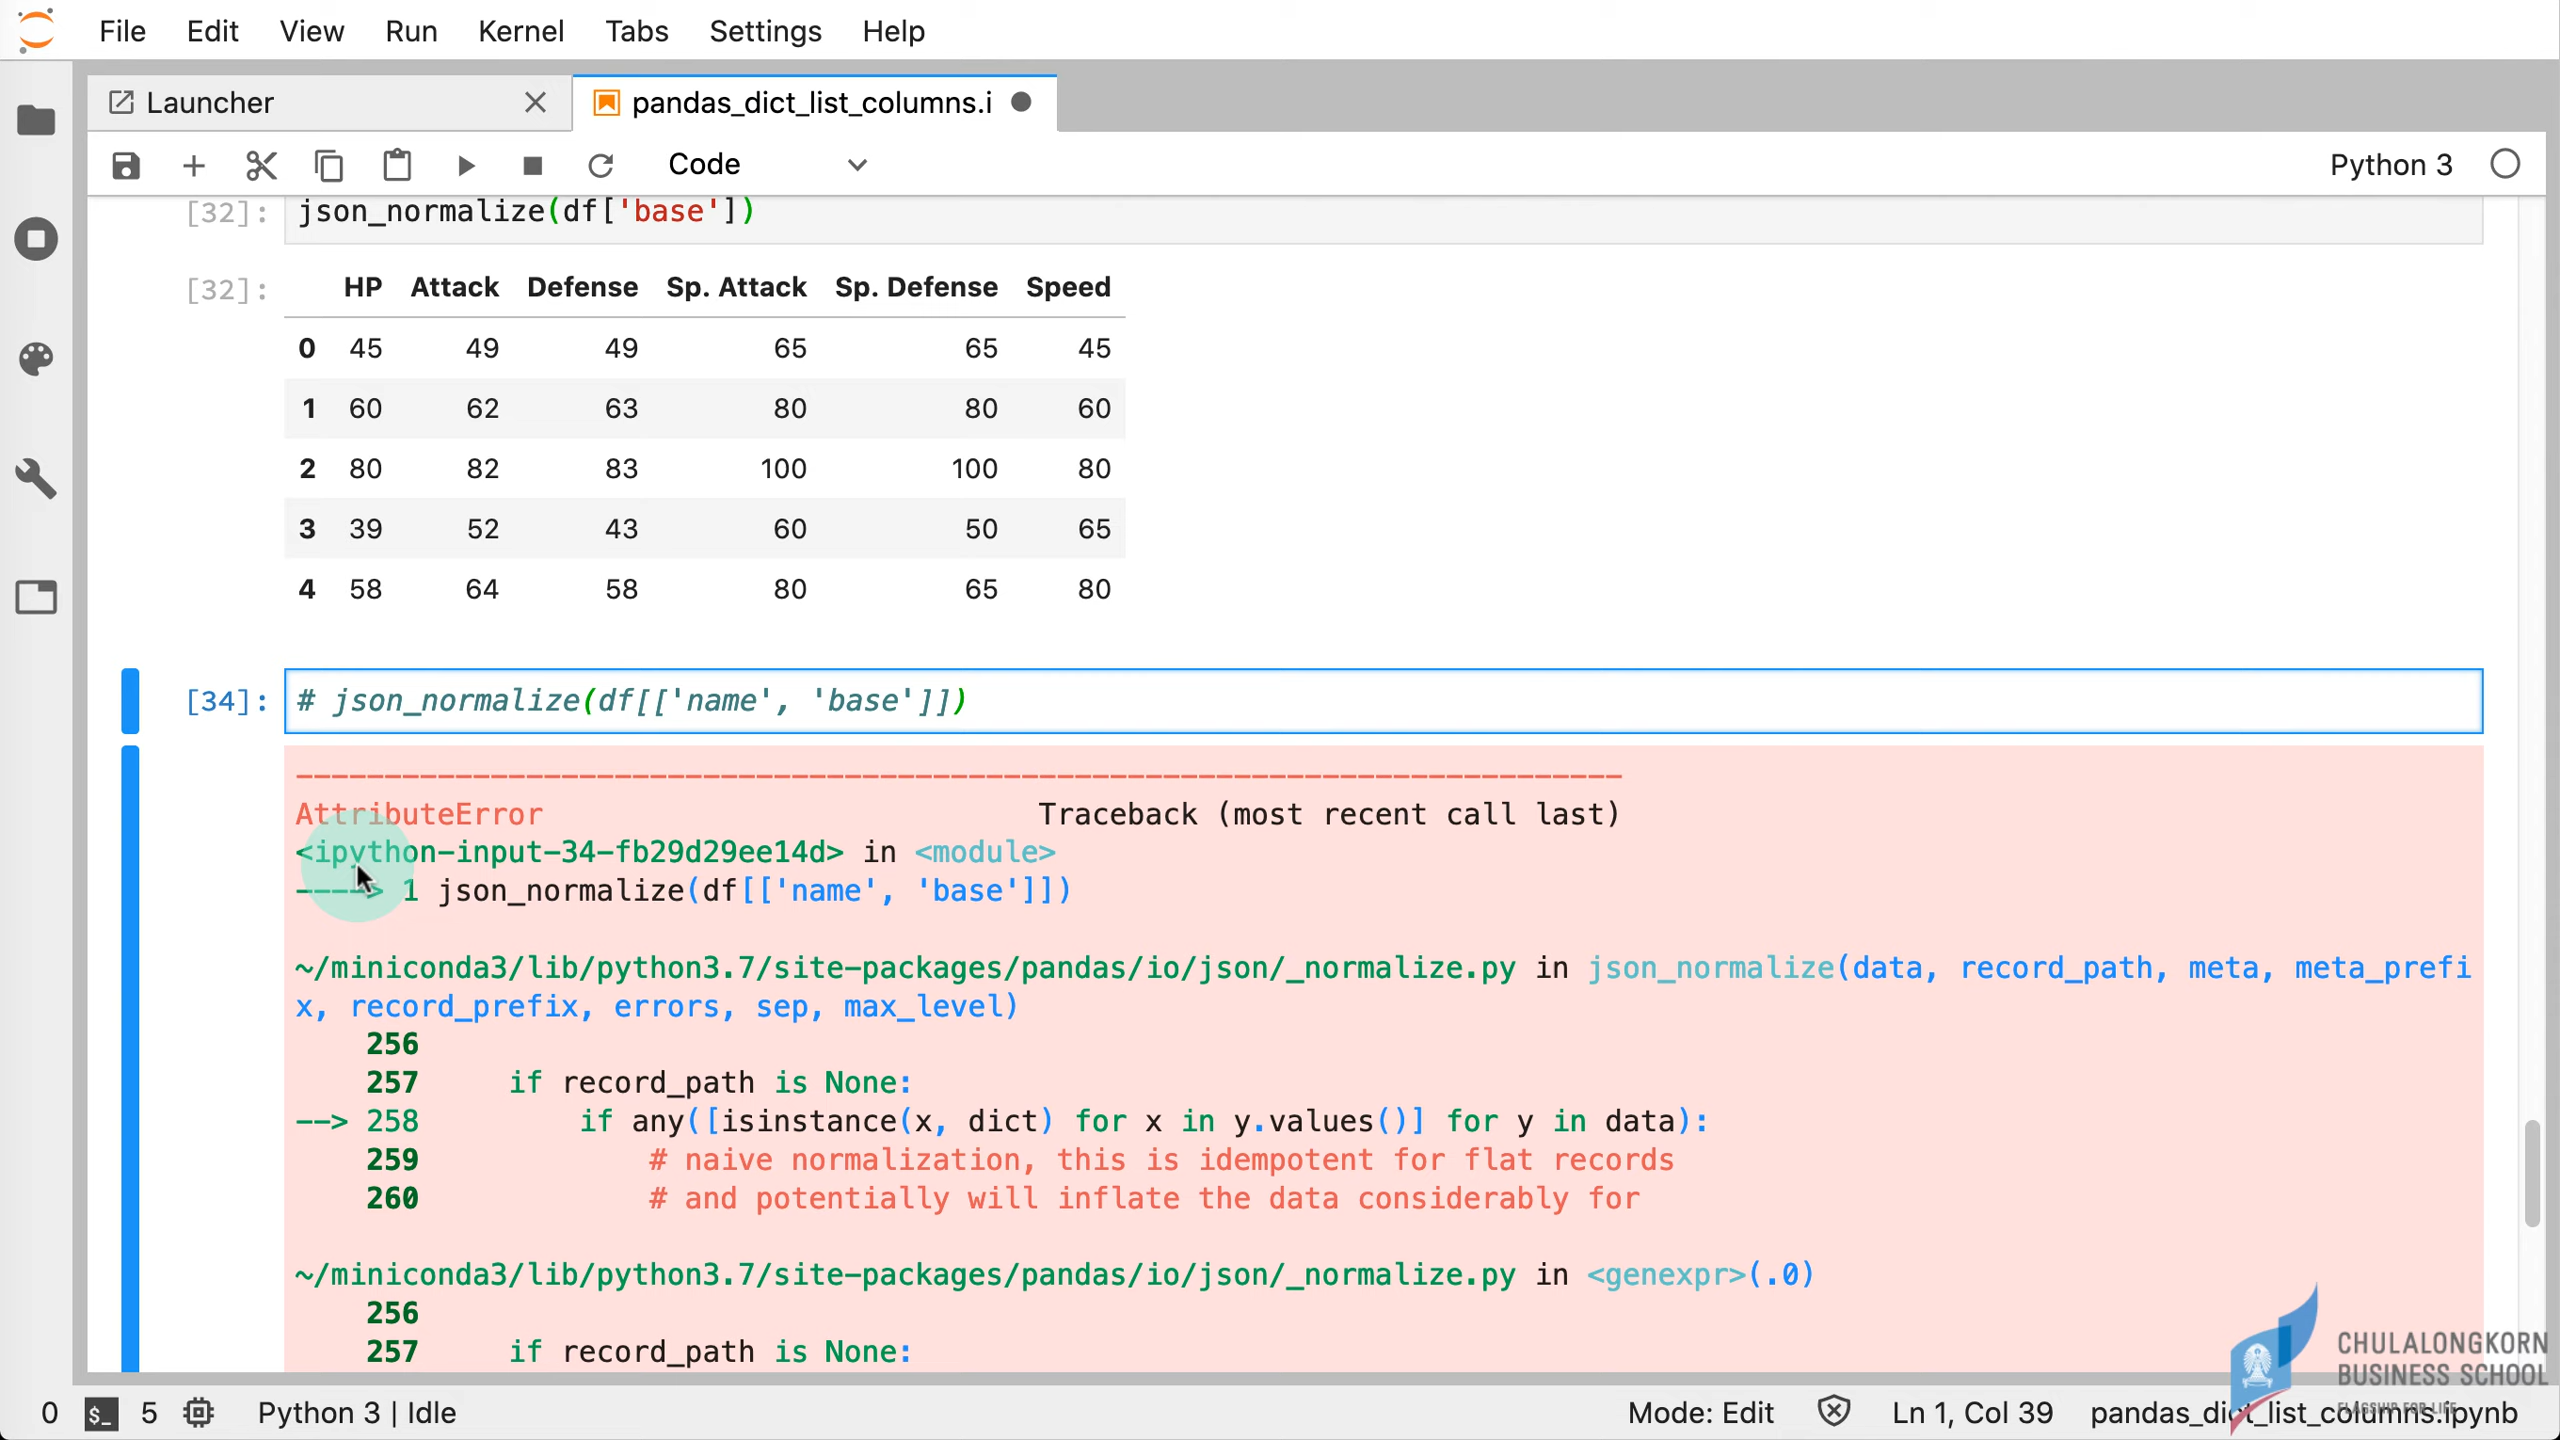 File Edit View Run Kernel Tabs Settings Help
Launcher pandas_dict_list_columns.i
Code Python 3
[32]: json_normalize(df['base'])
[32]: HP Attack Defense Sp. Attack Sp. Defense Speed
0 45 49 49 65 65 45
1 60 62 63 80 80 60
2 80 82 83 100 100 80
3 39 52 43 60 50 65
4 58 64 58 80 65 80
[34]: # json_normalize(df[['name', 'base']])
---------------------------------------------------------------------------
AttributeError Traceback (most recent call last)
<ipython-input-34-fb29d29ee14d> in <module>
----> 1 json_normalize(df[['name', 'base']])
~/miniconda3/lib/python3.7/site-packages/pandas/io/json/_normalize.py in json_normalize(data, record_path, meta, meta_prefi
x, record_prefix, errors, sep, max_level)
256
257 if record_path is None:
--> 258 if any([isinstance(x, dict) for x in y.values()] for y in data):
259 # naive normalization, this is idempotent for flat records
260 # and potentially will inflate the data considerably for
~/miniconda3/lib/python3.7/site-packages/pandas/io/json/_normalize.py in <genexpr>(.0)
256
257 if record_path is None:
CHULALONGKORN
BUSINESS SCHOOL
FLAGSHIP FOR LIFE
0 $_ 5 Python 3 | Idle Mode: Edit Ln 1, Col 39 pandas_dict_list_columns.ipynb